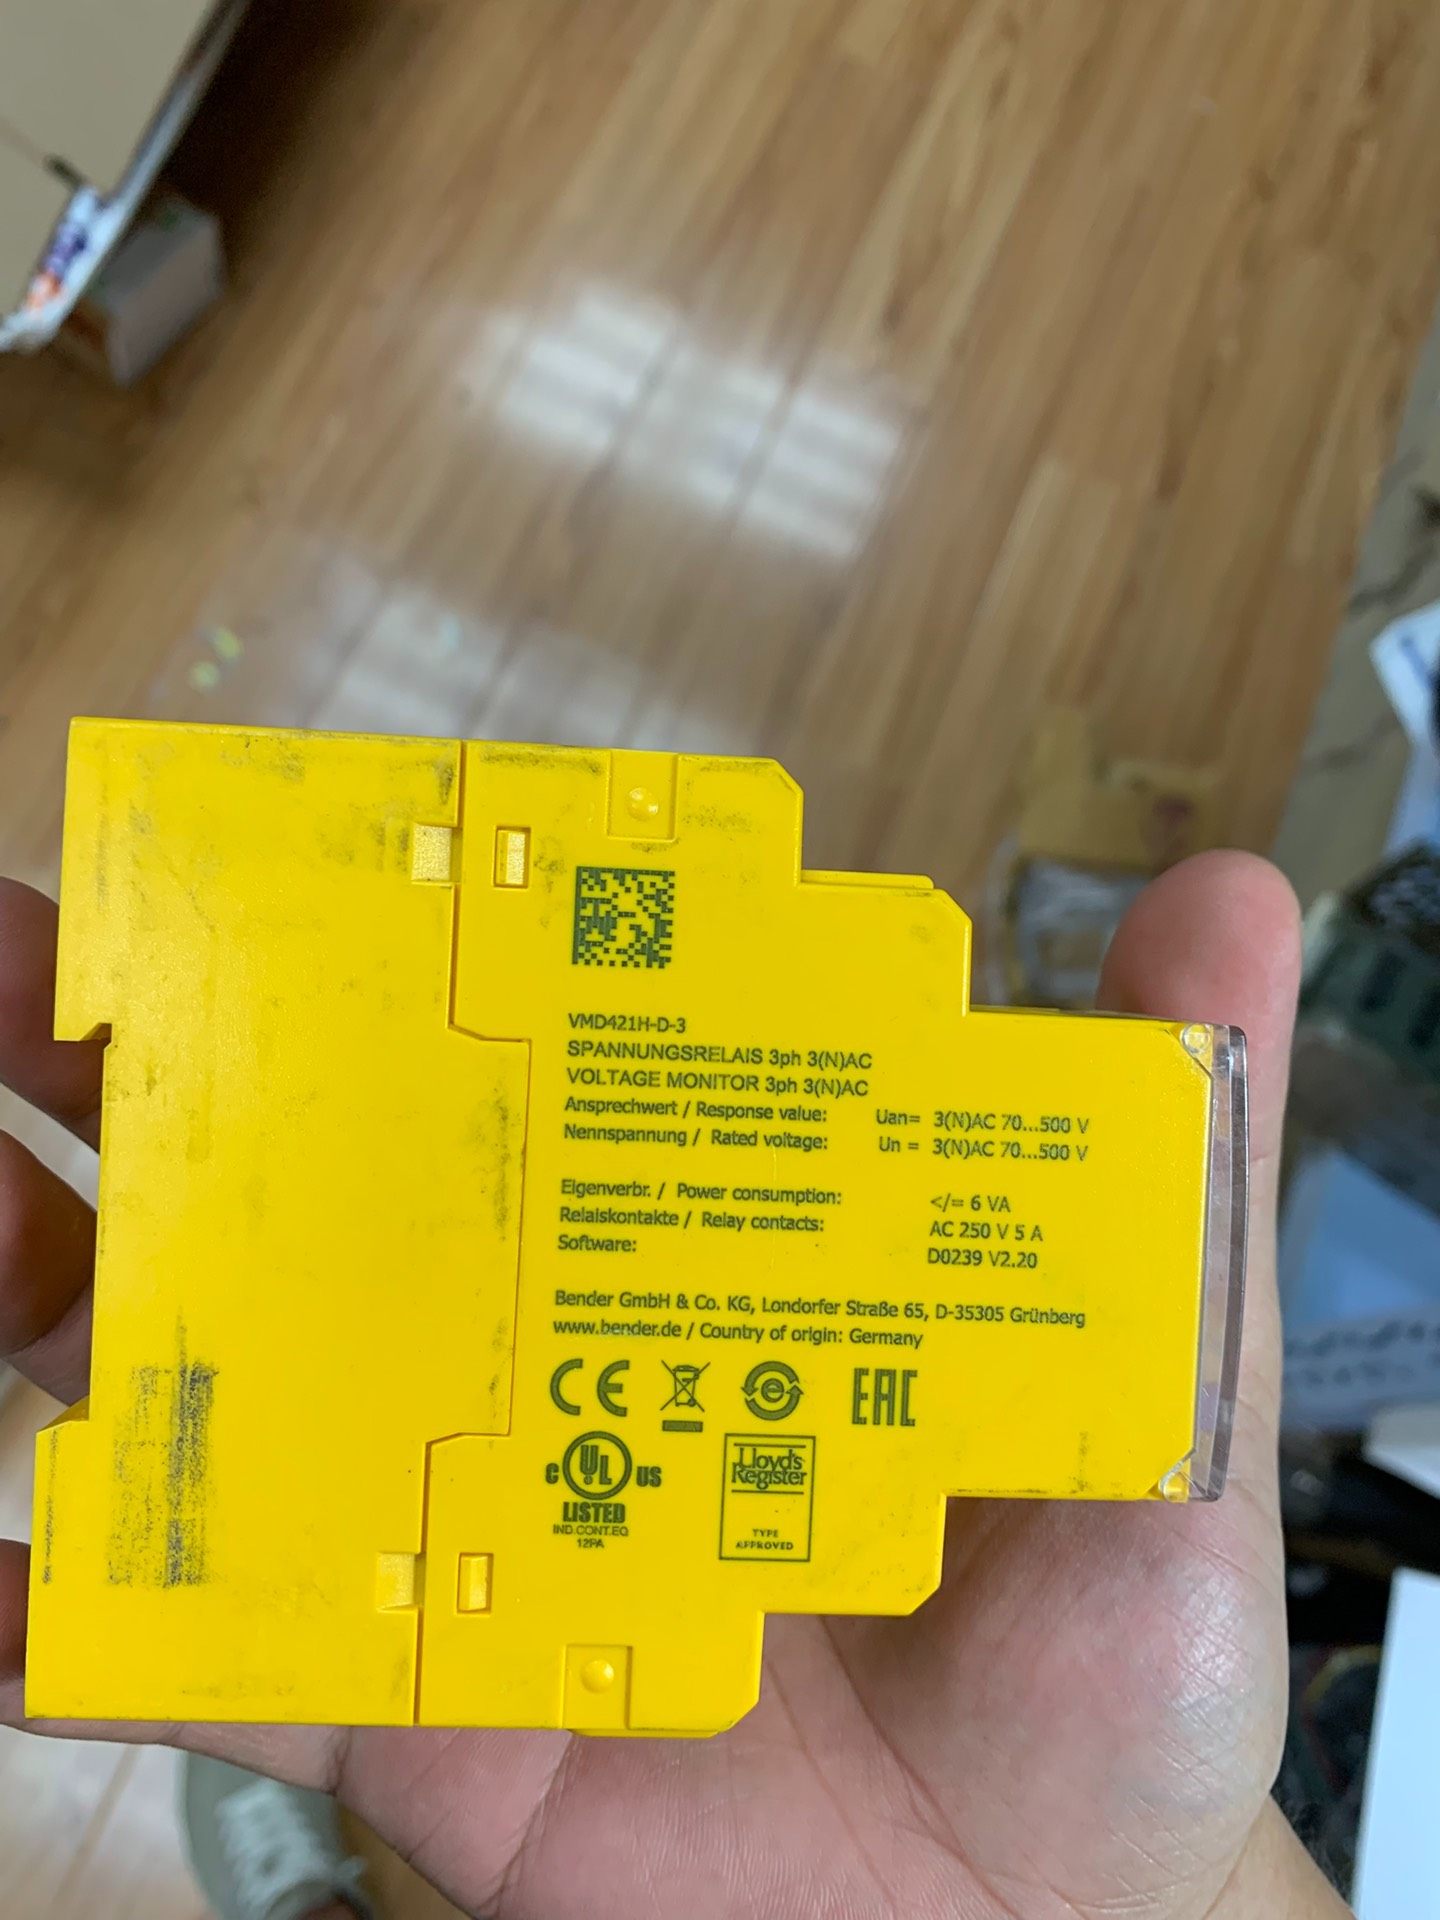 VMD421H-D-3
SPANNUNGSRELAIS 3ph 3(N)AC
VOLTAGE MONITOR 3ph 3(N)AC
Ansprechwert / Response value: Uan= 3(N)AC 70...500 V
Nennspannung / Rated voltage: Un = 3(N)AC 70...500 V
Eigenverbr. / Power consumption: </= 6 VA
Relaiskontakte / Relay contacts: AC 250 V 5 A
Software: D0239 V2.20
Bender GmbH & Co. KG, Londorfer Straße 65, D-35305 Grünberg
www.bender.de / Country of origin: Germany
CE e EAC
C UL US
LISTED
IND.CONT.EQ
12PA
Lloyd's
Register
TYPE
APPROVED